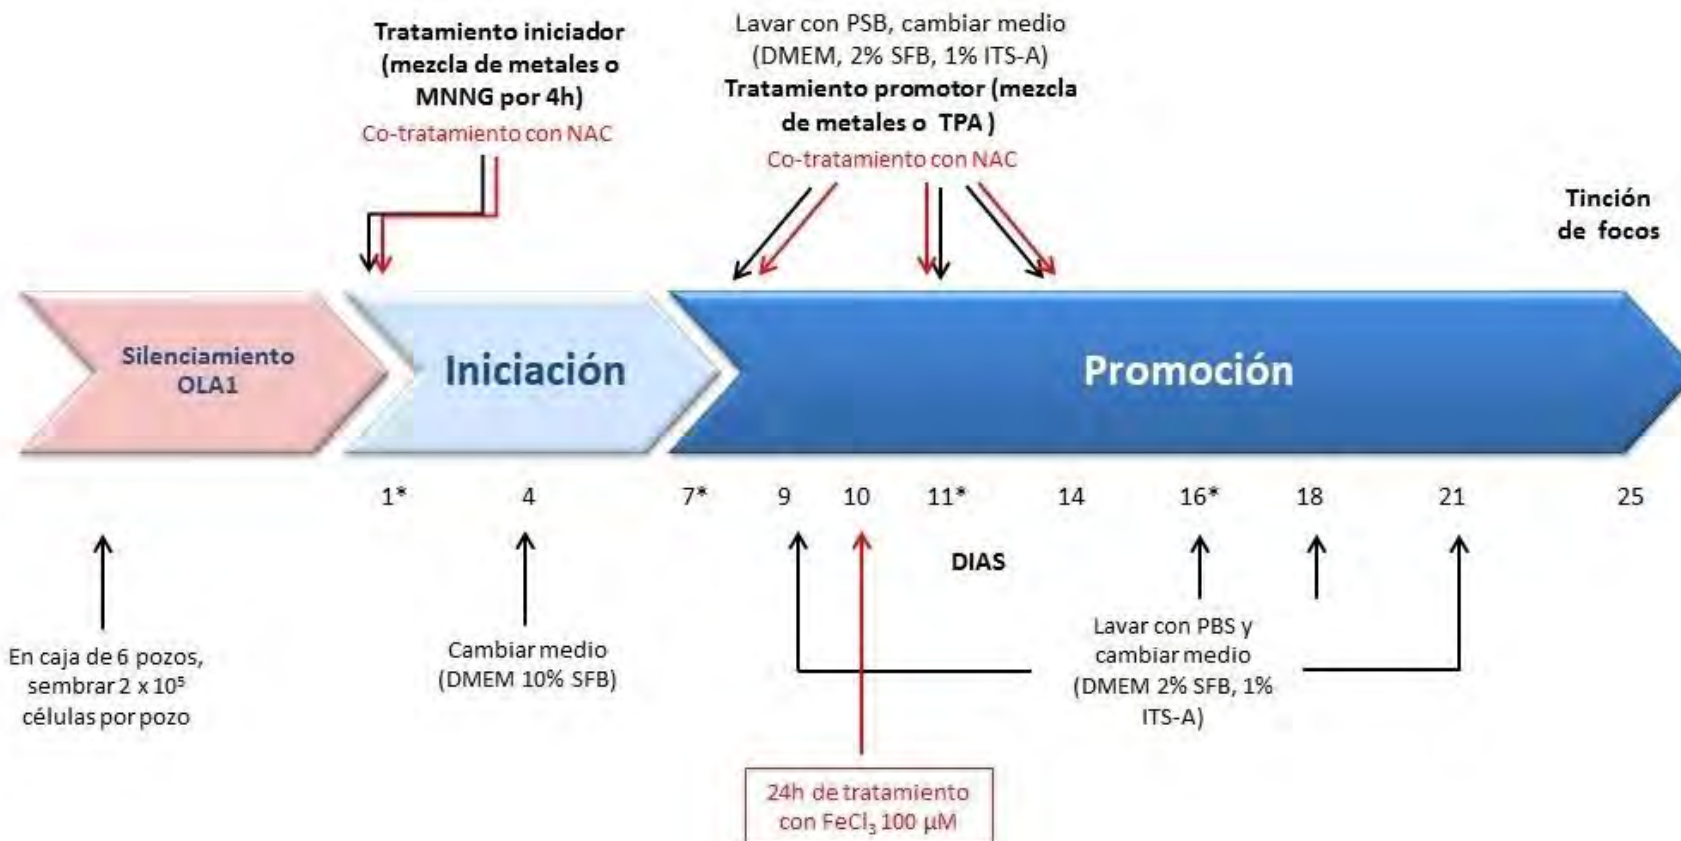 Tratamiento iniciador
(mezcla de metales o
MNNG por 4h)
Co-tratamiento con NAC
Lavar con PSB, cambiar medio
(DMEM, 2% SFB, 1% ITS-A)
Tratamiento promotor (mezcla
de metales o TPA )
Co-tratamiento con NAC
Tinción
de focos
Silenciamiento
OLA1
Iniciación
Promoción
1* 4 7* 9 10 11* 14 16* 18 21 25
DIAS
En caja de 6 pozos,
sembrar 2 x 10⁵
células por pozo
Cambiar medio
(DMEM 10% SFB)
Lavar con PBS y
cambiar medio
(DMEM 2% SFB, 1%
ITS-A)
24h de tratamiento
con FeCl₃ 100 µM